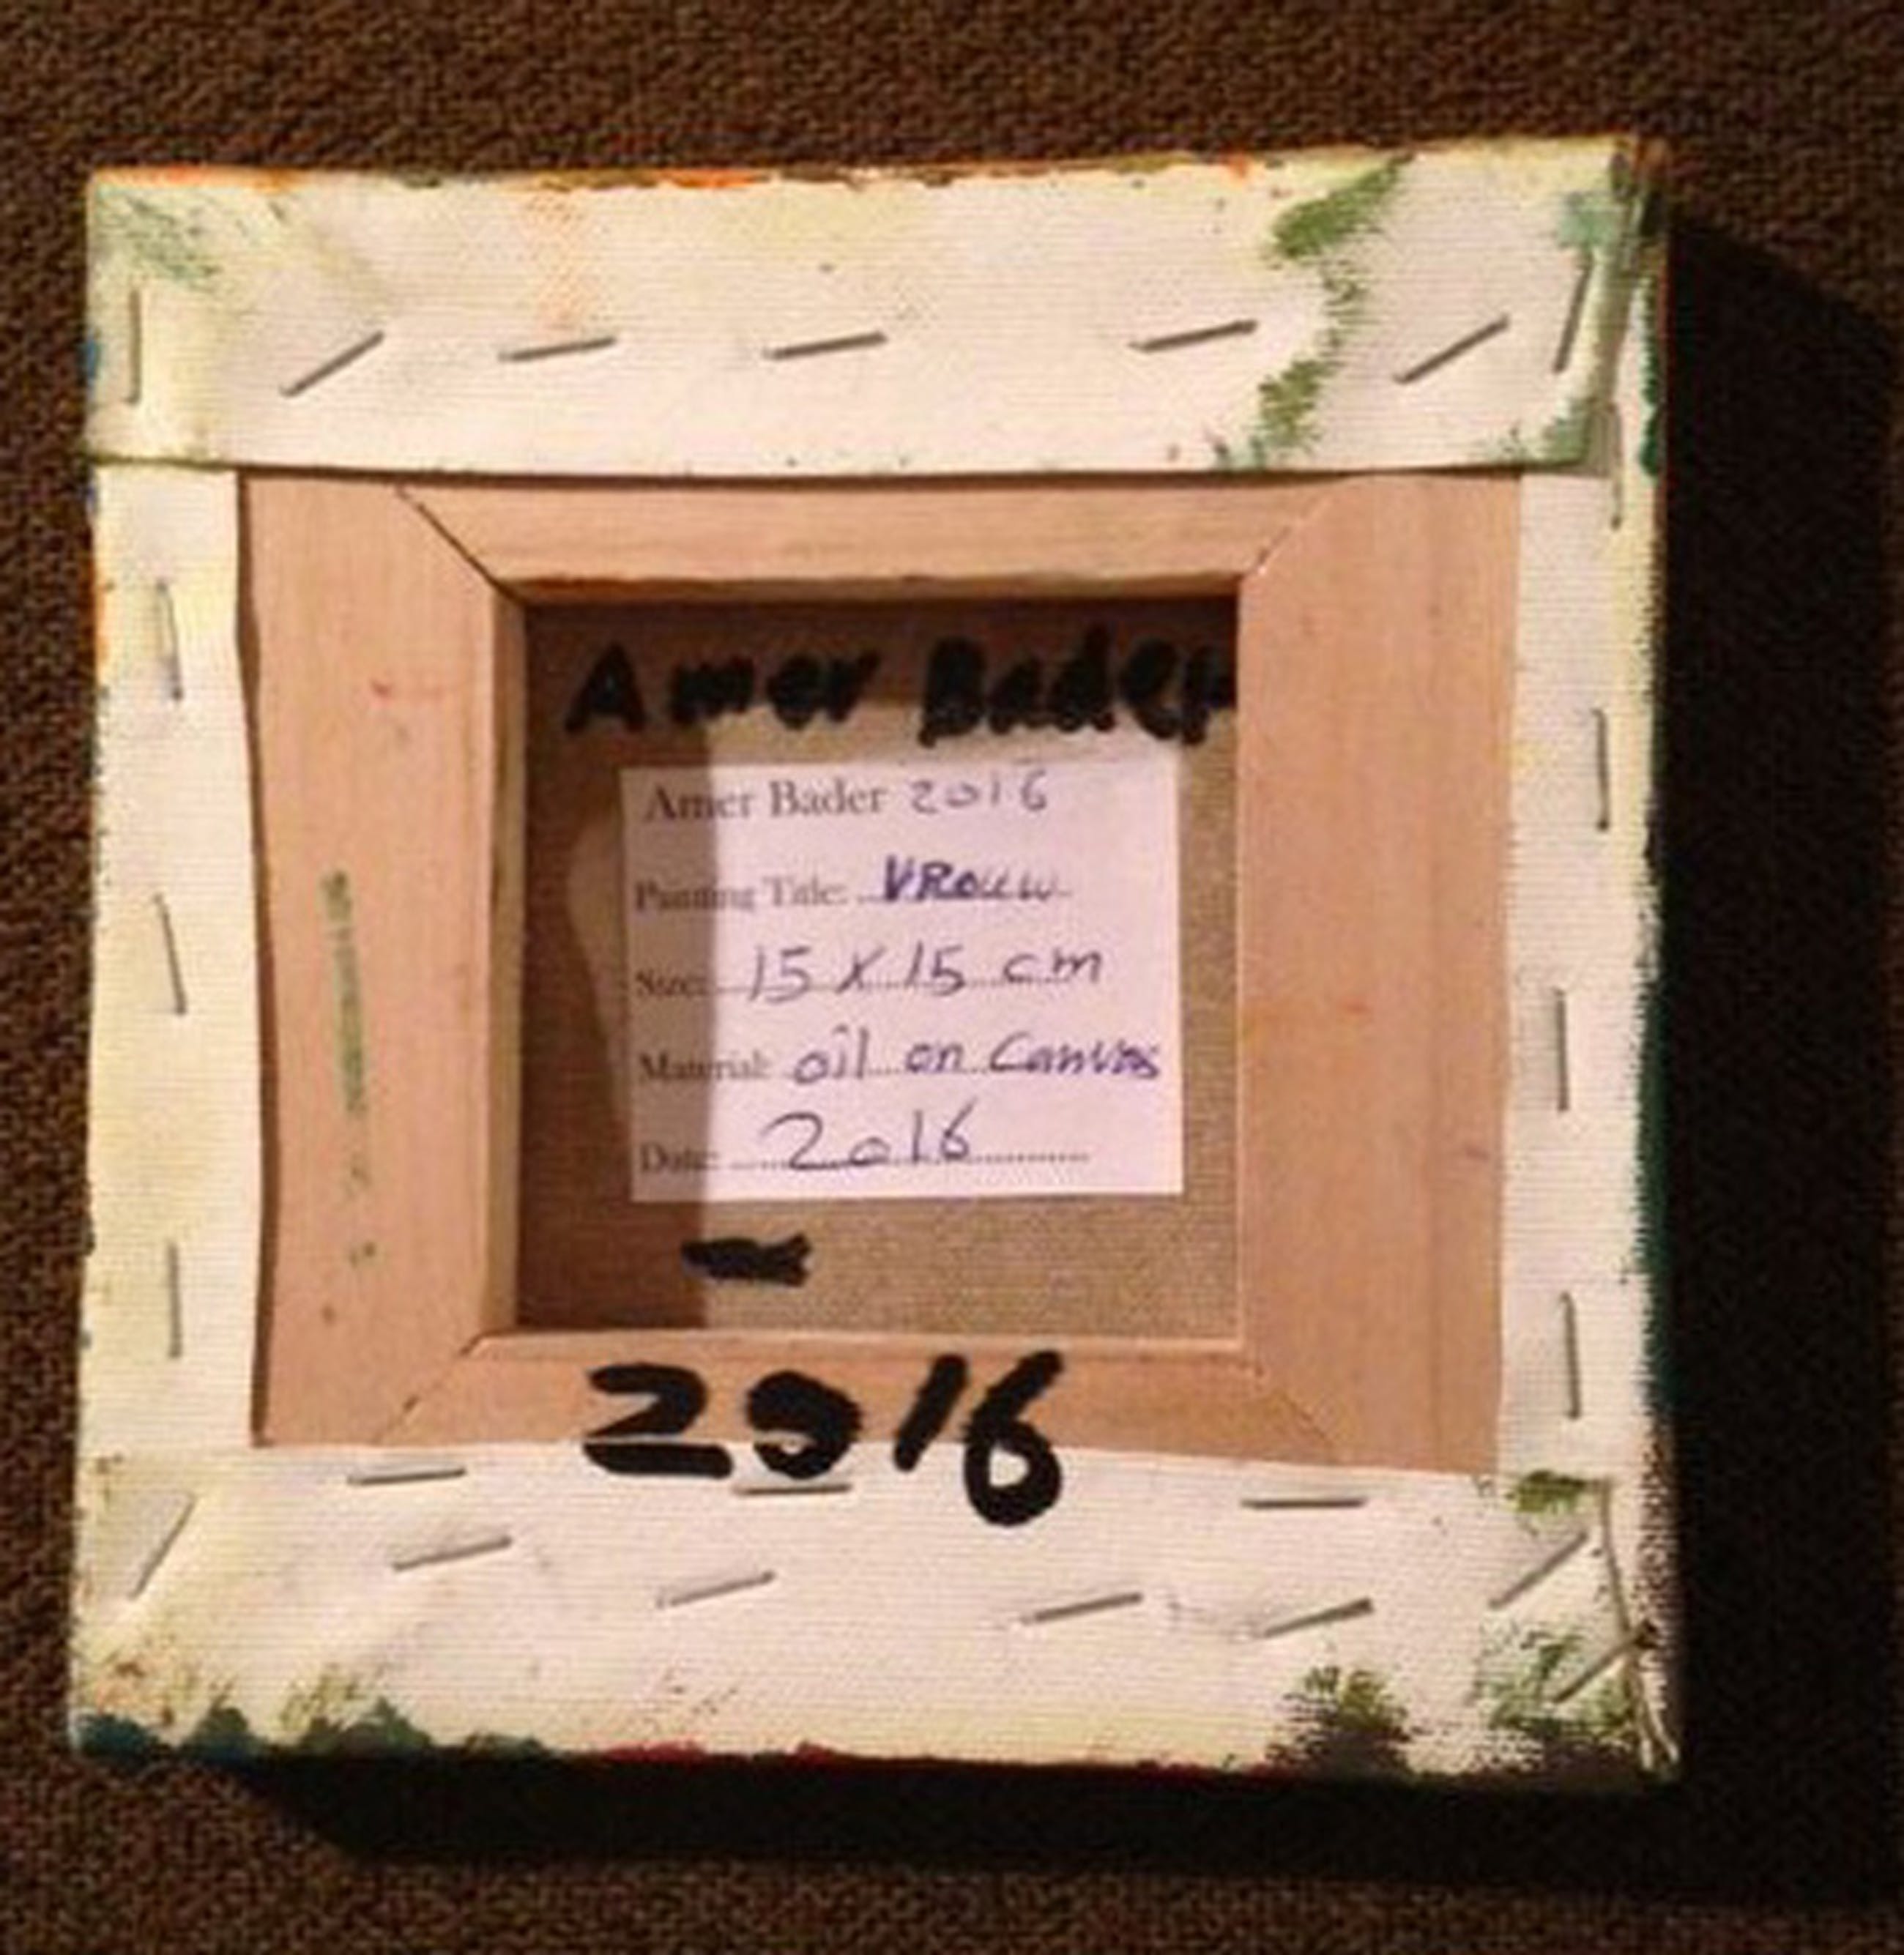 Amer Bader
Amer Bader 2016
Painting Title: VRouw
Size: 15 X 15 cm
Material: oil on Canvas
Date: 2016
2016